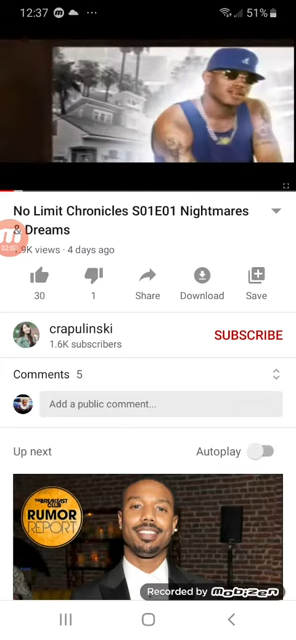 12:37
51%
No Limit Chronicles S01E01 Nightmares
& Dreams
.9K views · 4 days ago
30
1
Share
Download
Save
crapulinski
1.6K subscribers
SUBSCRIBE
Comments 5
Add a public comment...
Up next
Autoplay
THE BREAKFAST
CLUB
RUMOR
REPORT
Recorded by mobizen